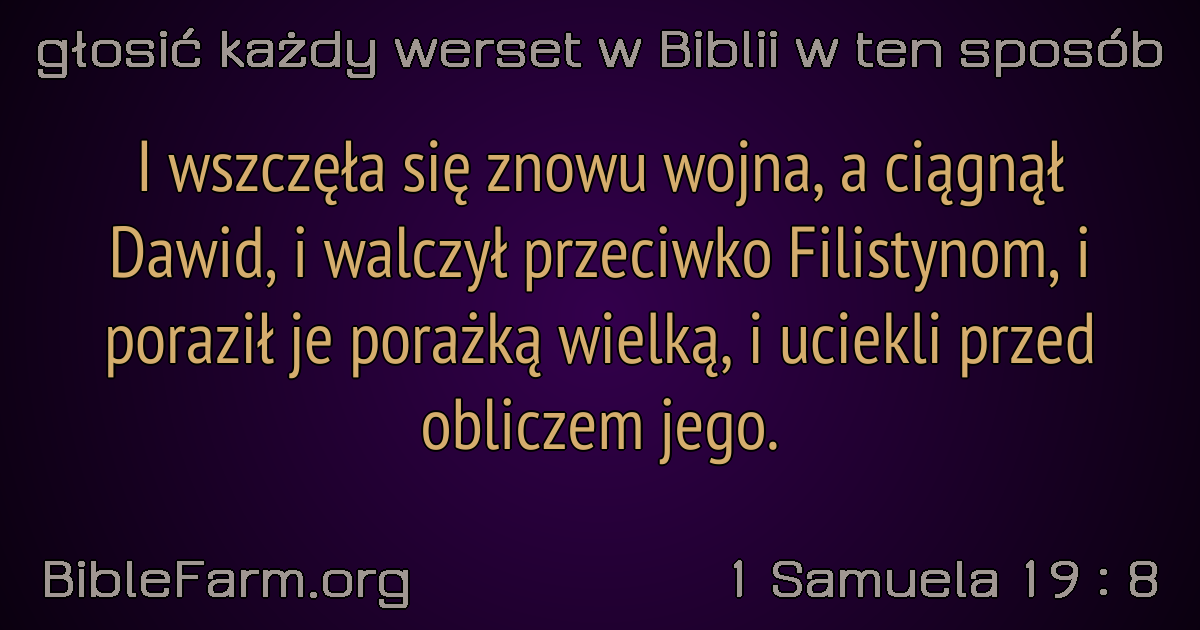 głosić każdy werset w Biblii w ten sposób
I wszczęła się znowu wojna, a ciągnął
Dawid, i walczył przeciwko Filistynom, i
poraził je porażką wielką, i uciekli przed
obliczem jego.
BibleFarm.org
1 Samuela 19 : 8